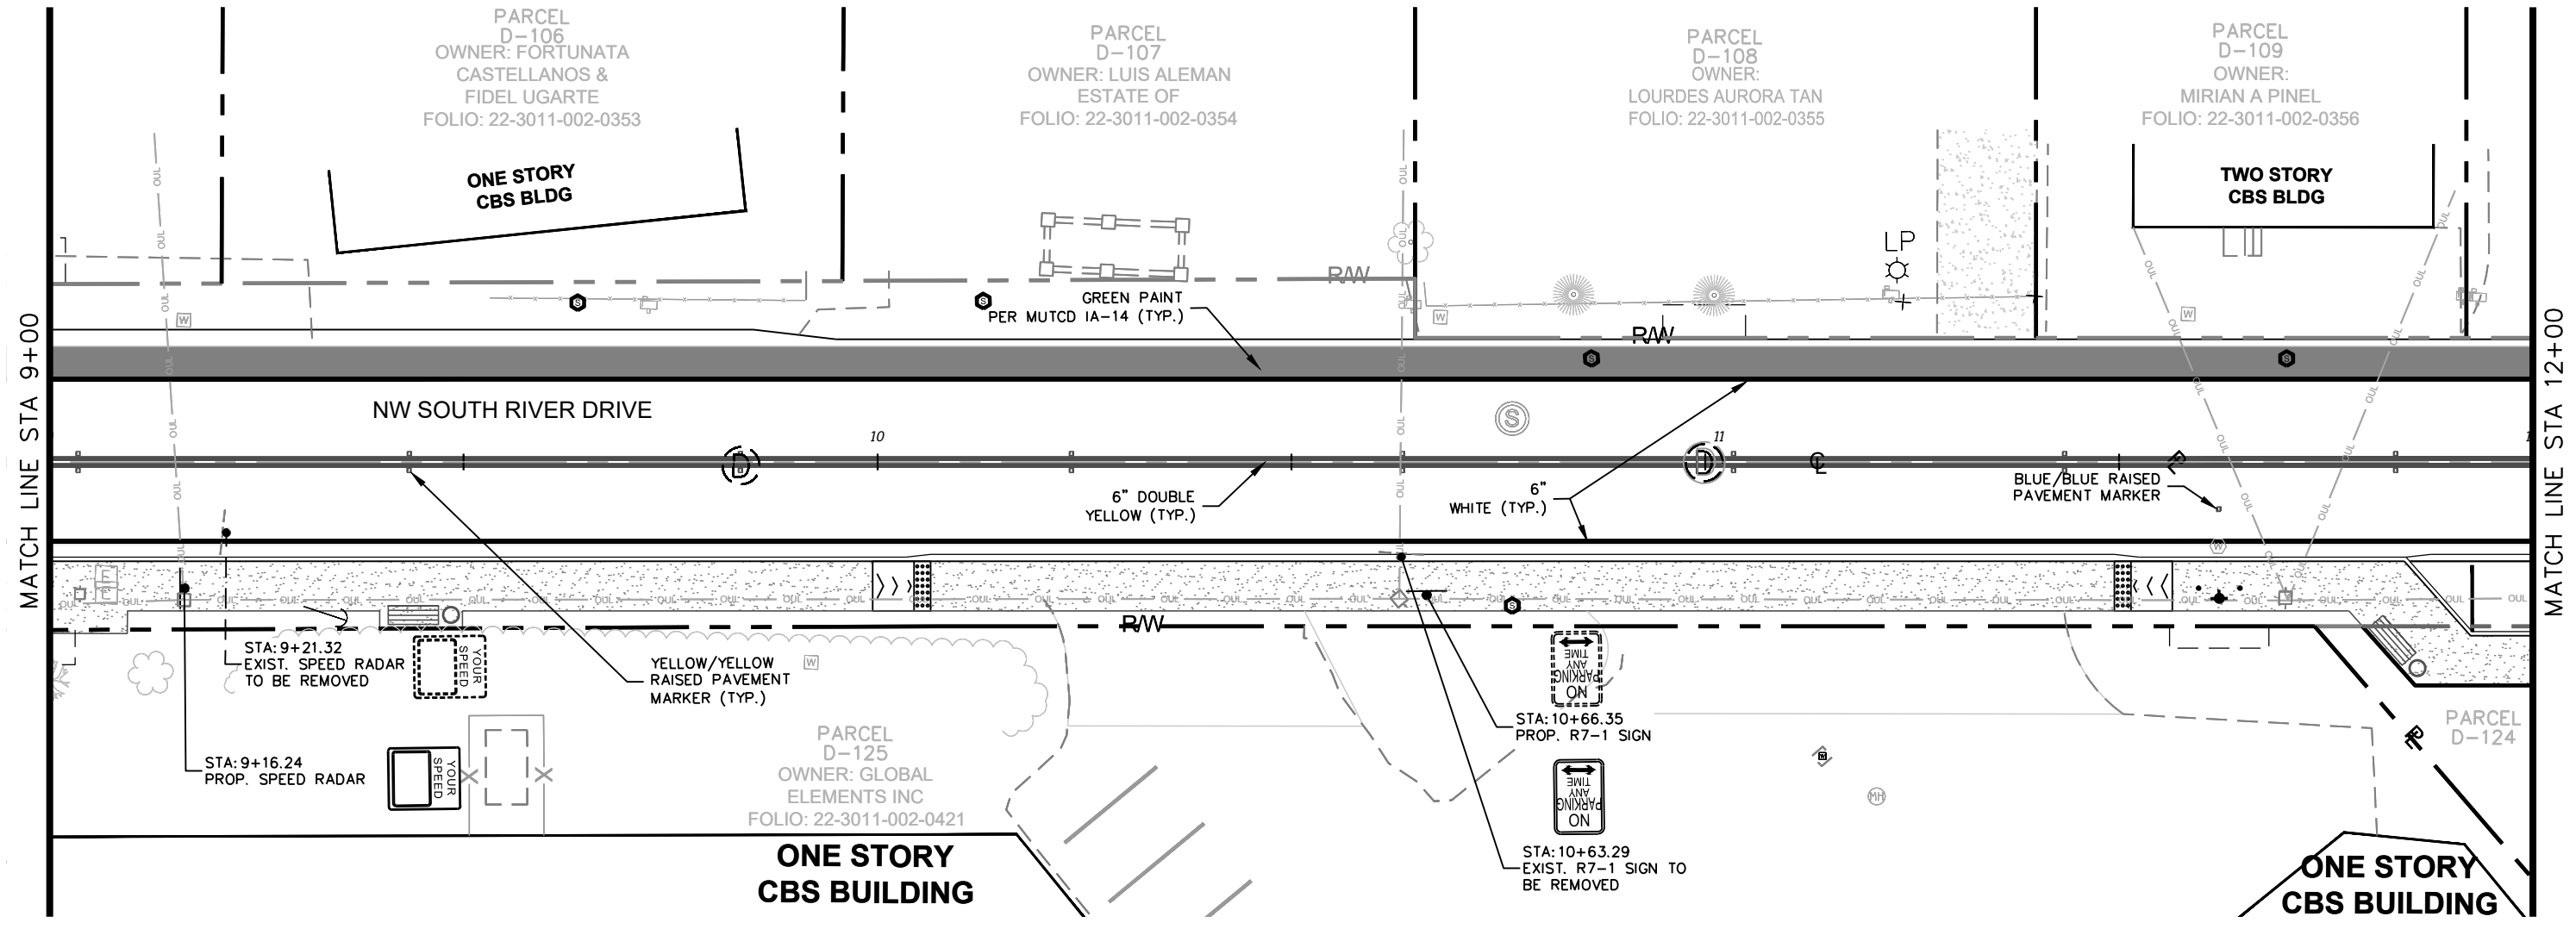 PARCEL
D-106
OWNER: FORTUNATA
CASTELLANOS &
FIDEL UGARTE
FOLIO: 22-3011-002-0353
PARCEL
D-107
OWNER: LUIS ALEMAN
ESTATE OF
FOLIO: 22-3011-002-0354
PARCEL
D-108
OWNER:
LOURDES AURORA TAN
FOLIO: 22-3011-002-0355
PARCEL
D-109
OWNER:
MIRIAN A PINEL
FOLIO: 22-3011-002-0356
ONE STORY
CBS BLDG
TWO STORY
CBS BLDG
LP
R/W
GREEN PAINT
PER MUTCD IA-14 (TYP.)
R/W
MATCH LINE STA 9+00
MATCH LINE STA 12+00
NW SOUTH RIVER DRIVE
S
10
11
D
D
6" DOUBLE
YELLOW (TYP.)
6"
WHITE (TYP.)
BLUE/BLUE RAISED
PAVEMENT MARKER
OUL
R/W
STA:9+21.32
EXIST. SPEED RADAR
TO BE REMOVED
YOUR
SPEED
YELLOW/YELLOW
RAISED PAVEMENT
MARKER (TYP.)
W
NO
PARKING
ANY
TIME
STA:10+66.35
PROP. R7-1 SIGN
STA:9+16.24
PROP. SPEED RADAR
YOUR
SPEED
PARCEL
D-125
OWNER: GLOBAL
ELEMENTS INC
FOLIO: 22-3011-002-0421
NO
PARKING
ANY
TIME
MH
PARCEL
D-124
STA:10+63.29
EXIST. R7-1 SIGN TO
BE REMOVED
ONE STORY
CBS BUILDING
ONE STORY
CBS BUILDING